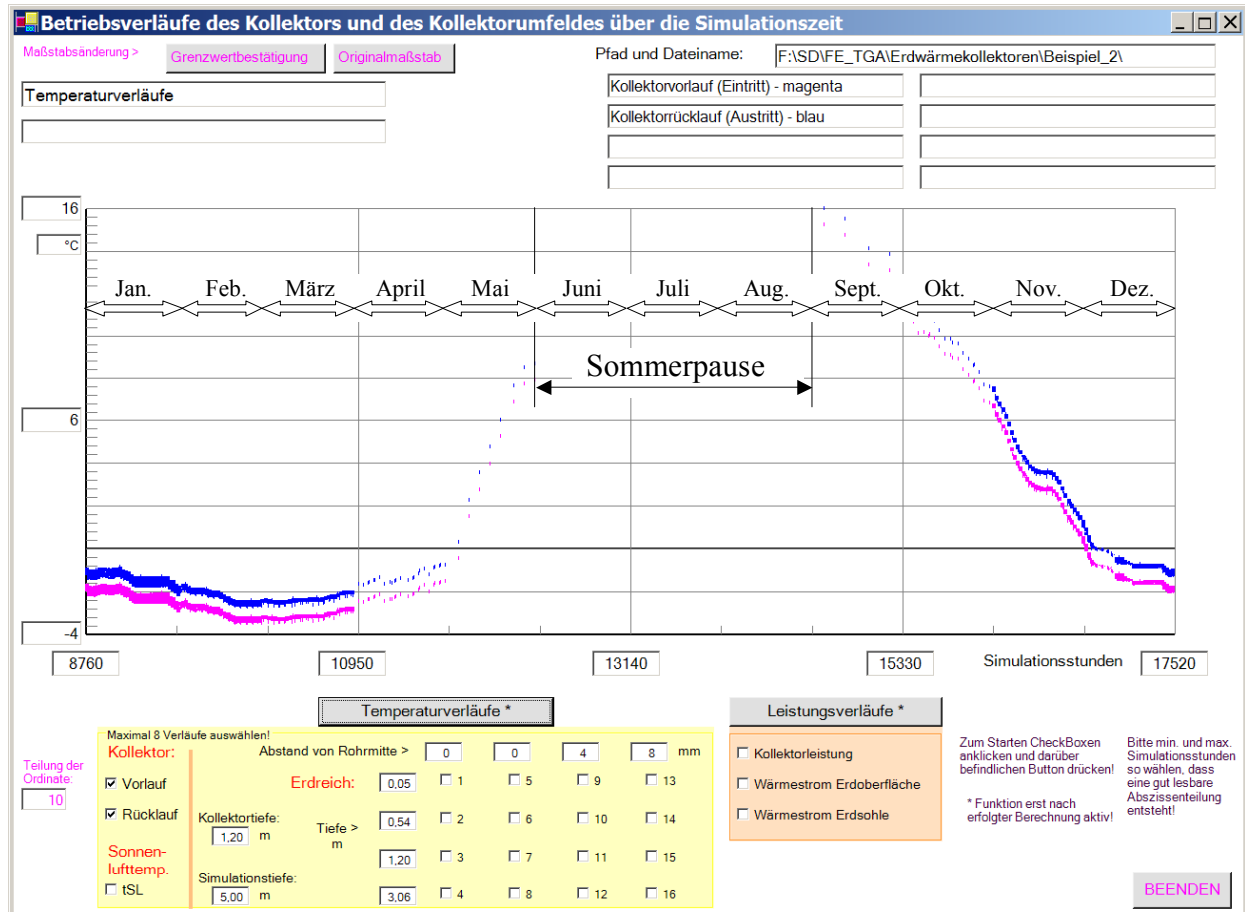 Betriebsverläufe des Kollektors und des Kollektorumfeldes über die Simulationszeit
Maßstabsänderung >
Grenzwertbestätigung
Originalmaßstab
Pfad und Dateiname:
F:\SD\FE_TGA\Erdwärmekollektoren\Beispiel_2\
Temperaturverläufe
Kollektorvorlauf (Eintritt) - magenta
Kollektorrücklauf (Austritt) - blau
16
°C
Jan. Feb. März April Mai Juni Juli Aug. Sept. Okt. Nov. Dez.
Sommerpause
6
-4
8760 10950 13140 15330 Simulationsstunden 17520
Temperaturverläufe *
Leistungsverläufe *
Teilung der
Ordinate:
10
Maximal 8 Verläufe auswählen!
Kollektor:
Abstand von Rohrmitte > 0 0 4 8 mm
Vorlauf
Erdreich: 0,05 1 5 9 13
Rücklauf
Kollektortiefe:
1,20 m
Tiefe >
m
0,54 2 6 10 14
Sonnen-
lufttemp.
1,20 3 7 11 15
tSL
Simulationstiefe:
5,00 m
3,06 4 8 12 16
Kollektorleistung
Wärmestrom Erdoberfläche
Wärmestrom Erdsohle
Zum Starten CheckBoxen
anklicken und darüber
befindlichen Button drücken!
* Funktion erst nach
erfolgter Berechnung aktiv!
Bitte min. und max.
Simulationsstunden
so wählen, dass
eine gut lesbare
Abszissenteilung
entsteht!
BEENDEN